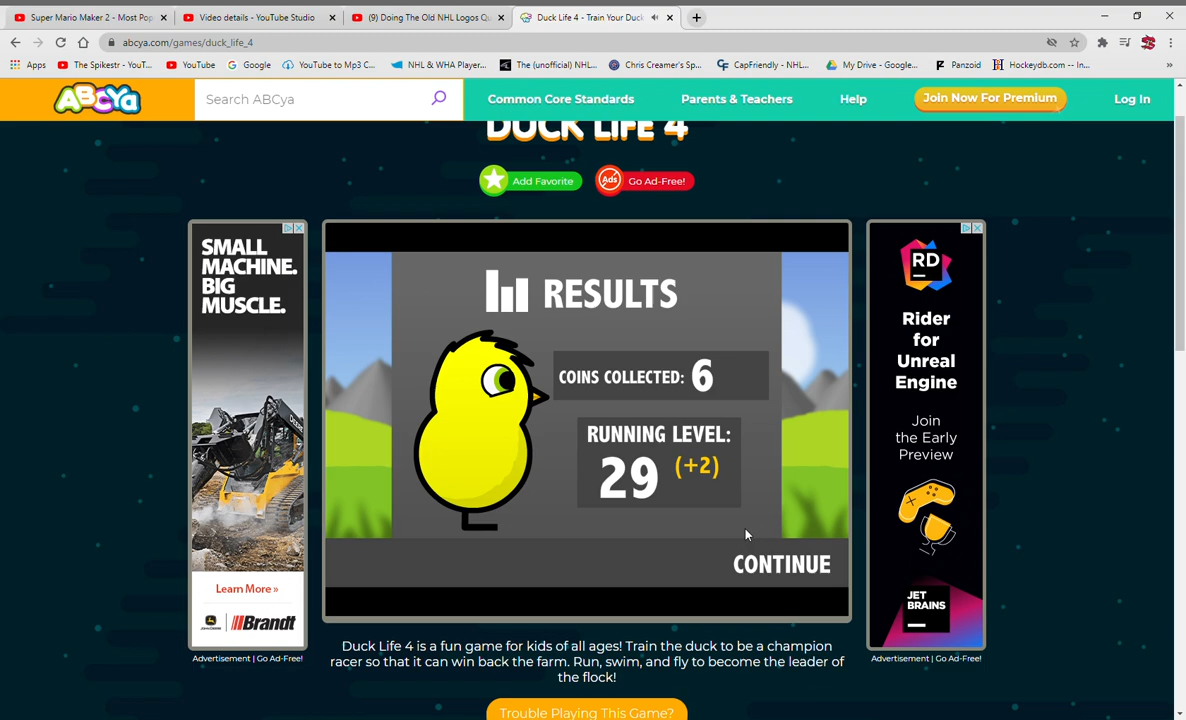 Super Mario Maker 2 - Most Pop
Video details - YouTube Studio
(9) Doing The Old NHL Logos Qu
Duck Life 4 - Train Your Duck
abcya.com/games/duck_life_4
Apps
The Spikestr - YouT...
YouTube
Google
YouTube to Mp3 C...
NHL & WHA Player...
The (unofficial) NHL...
Chris Creamer's Sp...
CapFriendly - NHL...
My Drive - Google...
Panzoid
Hockeydb.com -- In...
»
ABCYa
Search ABCya
Common Core Standards
Parents & Teachers
Help
Join Now For Premium
Log In
DUCK LIFE 4
Add Favorite
Ads
Go Ad-Free!
SMALL
MACHINE.
BIG
MUSCLE.
Learn More »
JOHN DEERE
Brandt
Advertisement | Go Ad-Free!
RESULTS
COINS COLLECTED: 6
RUNNING LEVEL:
29 (+2)
CONTINUE
RD
Rider
for
Unreal
Engine
Join
the Early
Preview
JET
BRAINS
Advertisement | Go Ad-Free!
Duck Life 4 is a fun game for kids of all ages! Train the duck to be a champion
racer so that it can win back the farm. Run, swim, and fly to become the leader of
the flock!
Trouble Playing This Game?